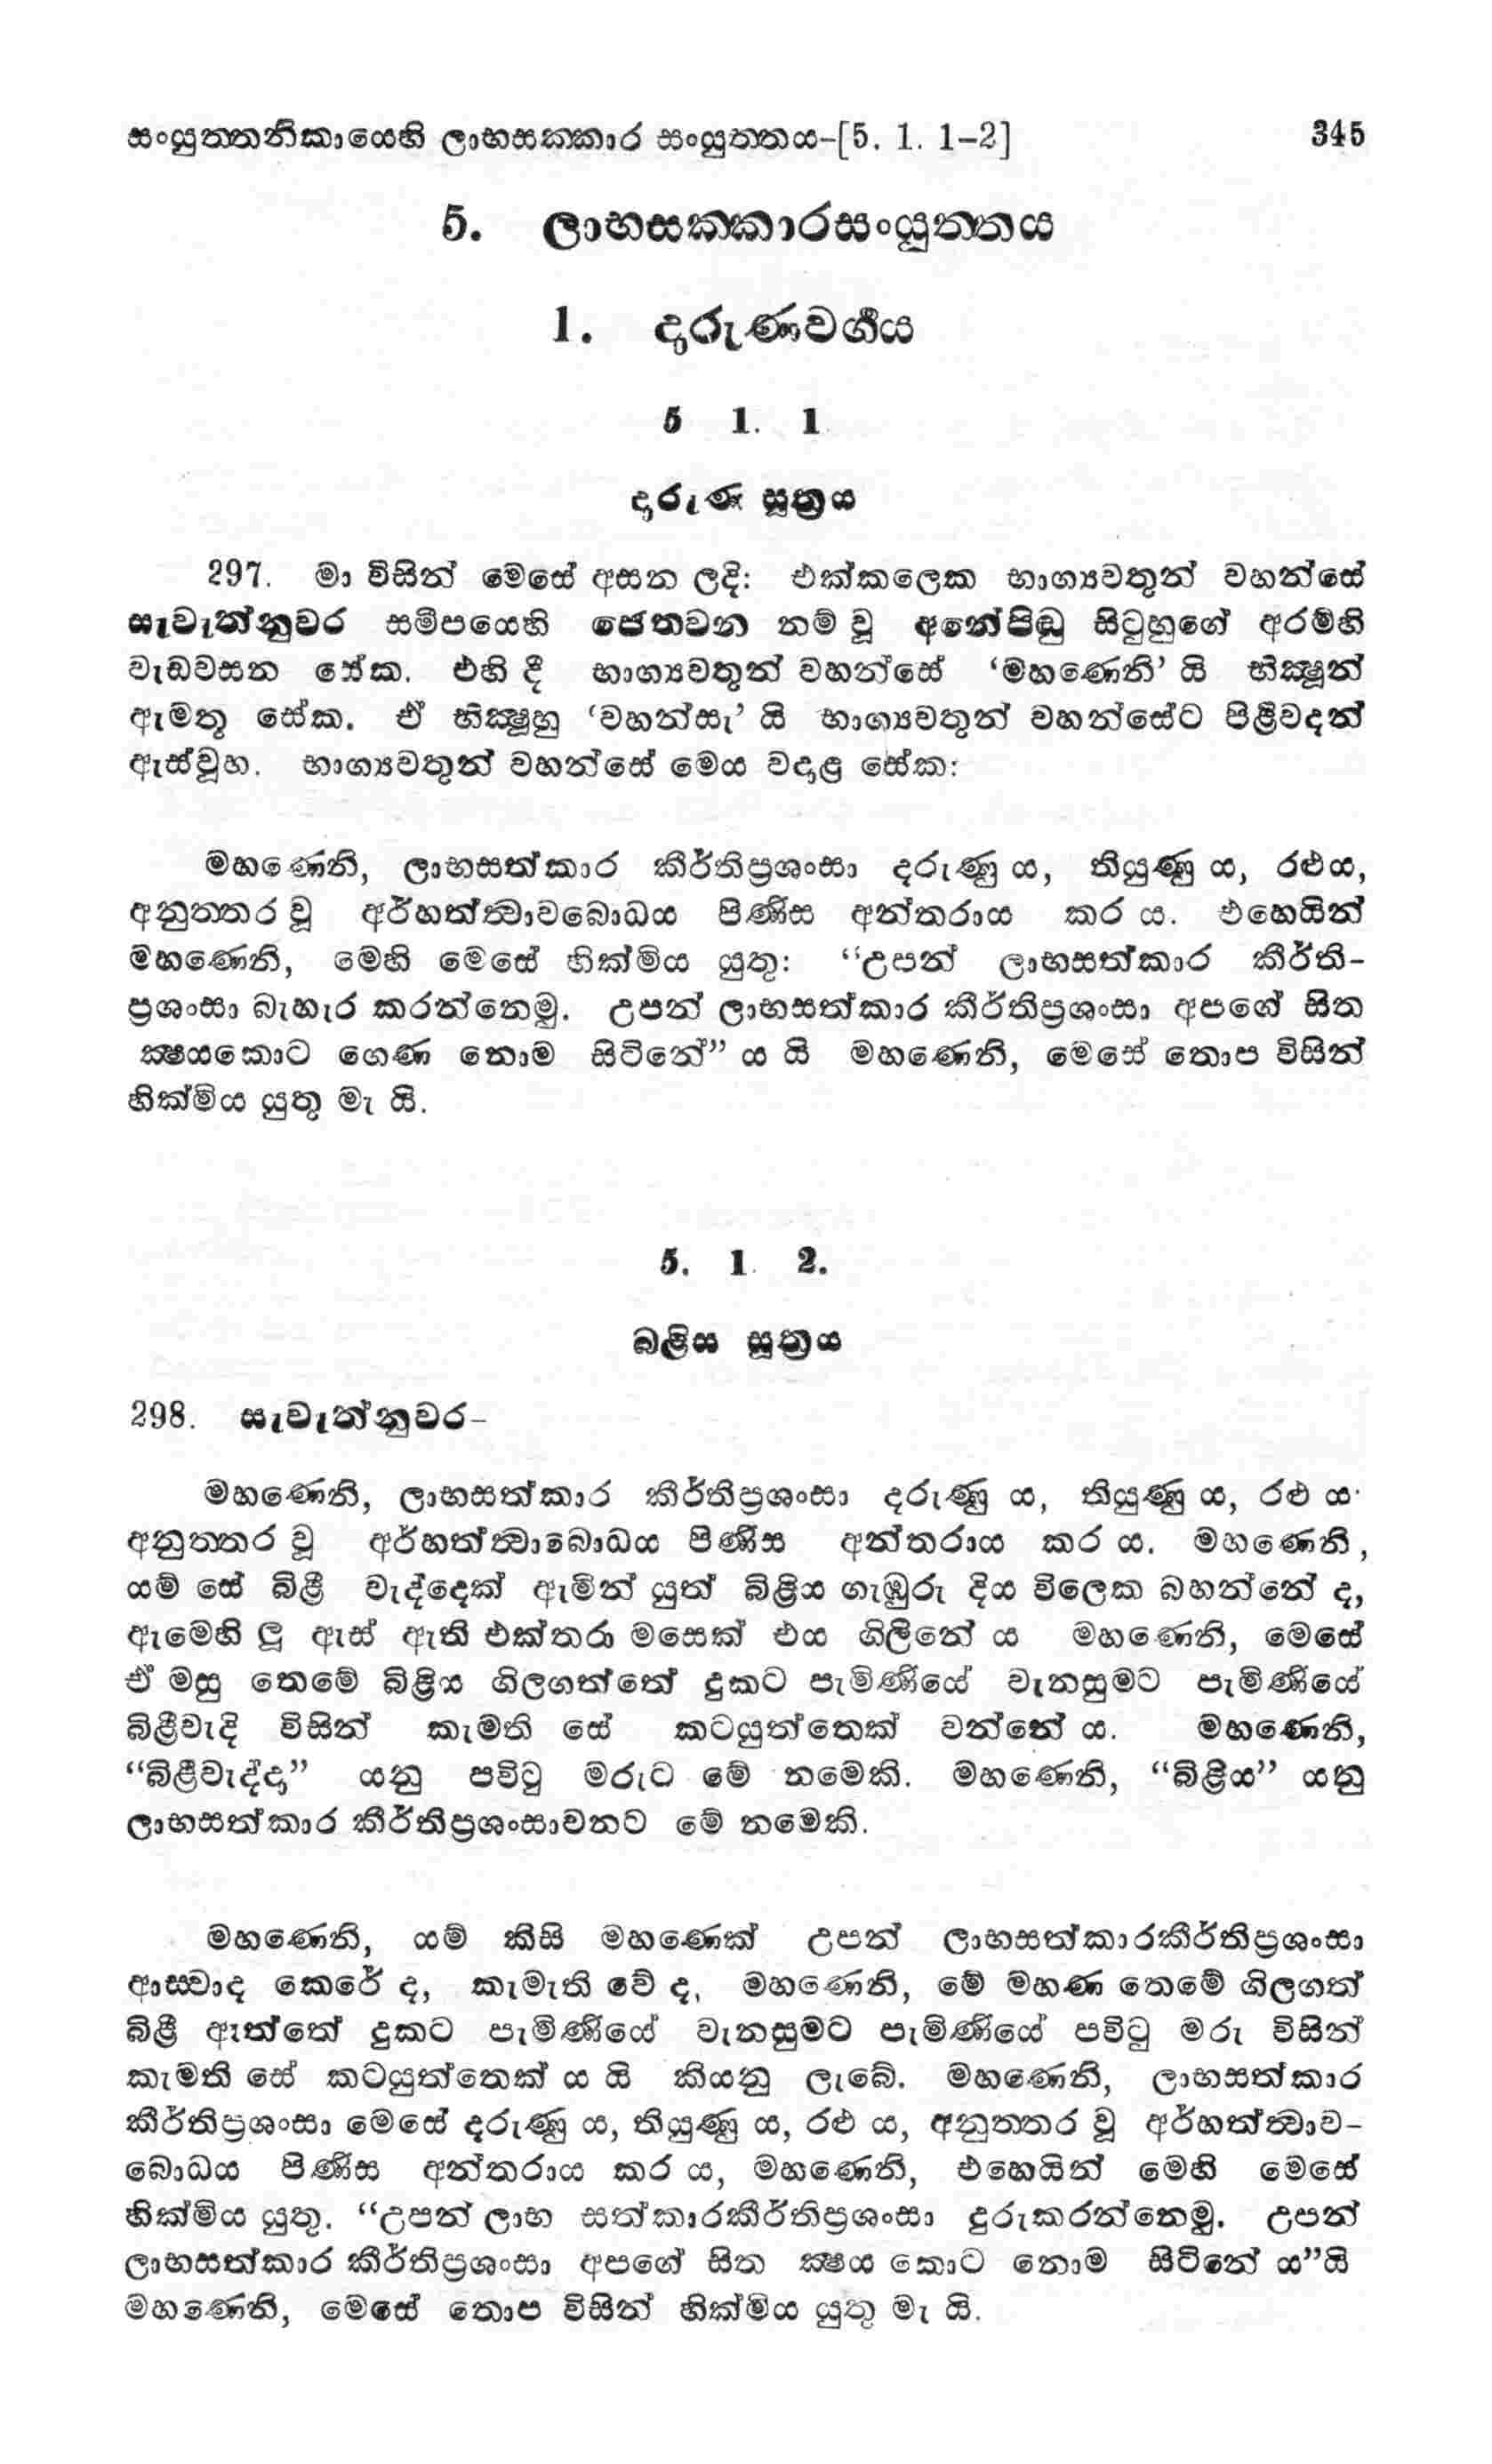 සංයුත්තනිකායෙහි ලාභසක්කාර සංයුත්තය-[5. 1. 1-2] 345
5. ලාභසක්කාරසංයුත්තය
1. දාරුණවර්ගය
5 1. 1
දාරුණ සූත්‍රය
297. මා විසින් මෙසේ අසන ලදි: එක්කලෙක භාග්‍යවතුන් වහන්සේ
සැවැත්නුවර සමීපයෙහි ජෙතවන නම් වූ අනේපිඬු සිටුහුගේ අරම්හි
වැඩවසන සේක. එහි දී භාග්‍යවතුන් වහන්සේ ‘මහණෙනි’ යි භික්‍ෂූන්
ඇමතූ සේක. ඒ භික්‍ෂූහු ‘වහන්සැ’ යි භාග්‍යවතුන් වහන්සේට පිළිවදන්
ඇස්වූහ. භාග්‍යවතුන් වහන්සේ මෙය වදාළ සේක:
මහණෙනි, ලාභසත්කාර කීර්තිප්‍රශංසා දරුණු ය, තියුණු ය, රළුය,
අනුත්තර වූ අර්හත්ත්වාවබොධය පිණිස අන්තරාය කර ය. එහෙයින්
මහණෙනි, මෙහි මෙසේ හික්මිය යුතු: “උපන් ලාභසත්කාර කීර්ති-
ප්‍රශංසා බැහැර කරන්නෙමු. උපන් ලාභසත්කාර කීර්තිප්‍රශංසා අපගේ සිත
ක්‍ෂයකොට ගෙණ නොම සිටිනේ” ය යි මහණෙනි, මෙසේ තොප විසින්
හික්මිය යුතු මැ යි.
5. 1. 2.
බළිස සූත්‍රය
298. සැවැත්නුවර-
මහණෙනි, ලාභසත්කාර කීර්තිප්‍රශංසා දරුණු ය, තියුණු ය, රළු ය.
අනුත්තර වූ අර්හත්ත්වාබොධය පිණිස අන්තරාය කර ය. මහණෙනි,
යම් සේ බිළී වැද්දෙක් ඇමින් යුත් බිළිය ගැඹුරු දිය විලෙක බහන්නේ ද,
ඇමෙහි ලූ ඇස් ඇති එක්තරා මසෙක් එය ගිලිනේ ය මහණෙනි, මෙසේ
ඒ මසු තෙමේ බිළිය ගිලගත්තේ දුකට පැමිණියේ වැනසුමට පැමිණියේ
බිළීවැදි විසින් කැමති සේ කටයුත්තෙක් වන්නේ ය. මහණෙනි,
“බිළීවැද්දා” යනු පවිටු මරුට මේ නමෙකි. මහණෙනි, “බිළිය” යනු
ලාභසත්කාර කීර්තිප්‍රශංසාවනට මේ නමෙකි.
මහණෙනි, යම් කිසි මහණෙක් උපන් ලාභසත්කාරකීර්තිප්‍රශංසා
ආස්වාද කෙරේ ද, කැමැති වේ ද, මහණෙනි, මේ මහණ තෙමේ ගිලගත්
බිළී ඇත්තේ දුකට පැමිණියේ වැනසුමට පැමිණියේ පවිටු මරු විසින්
කැමති සේ කටයුත්තෙක් ය යි කියනු ලැබේ. මහණෙනි, ලාභසත්කාර
කීර්තිප්‍රශංසා මෙසේ දරුණු ය, තියුණු ය, රළු ය, අනුත්තර වූ අර්හත්ත්වාව-
බොධය පිණිස අන්තරාය කර ය, මහණෙනි, එහෙයින් මෙහි මෙසේ
හික්මිය යුතු. “උපන් ලාභ සත්කාරකීර්තිප්‍රශංසා දුරුකරන්නෙමු. උපන්
ලාභසත්කාර කීර්තිප්‍රශංසා අපගේ සිත ක්‍ෂය කොට නොම සිටිනේ ය”යි
මහණෙනි, මෙසේ තොප විසින් හික්මිය යුතු මැ යි.